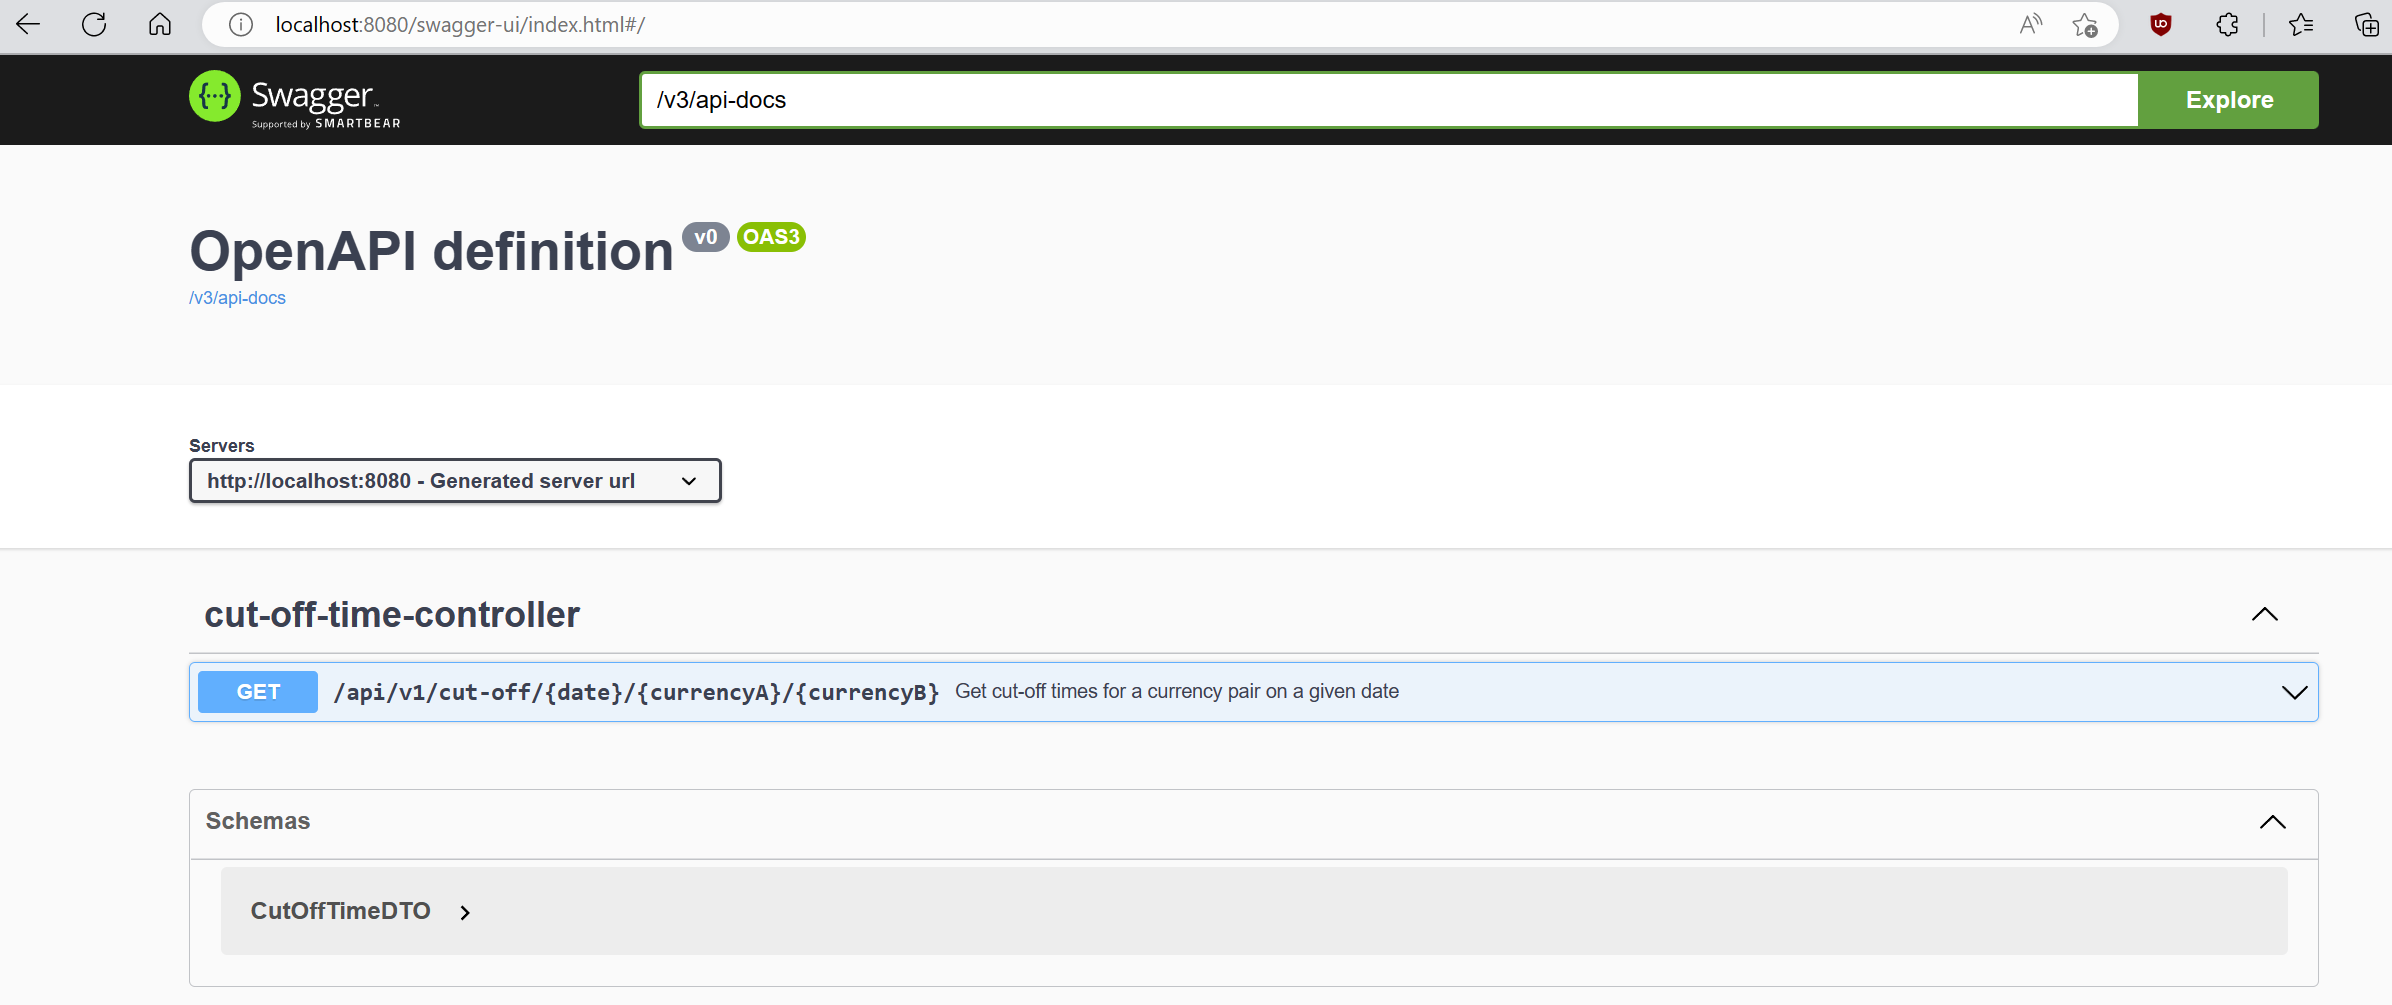 localhost:8080/swagger-ui/index.html#/
{···} Swagger™
Supported by SMARTBEAR
/v3/api-docs
Explore
OpenAPI definition v0 OAS3
/v3/api-docs
Servers
http://localhost:8080 - Generated server url
cut-off-time-controller
GET /api/v1/cut-off/{date}/{currencyA}/{currencyB} Get cut-off times for a currency pair on a given date
Schemas
CutOffTimeDTO